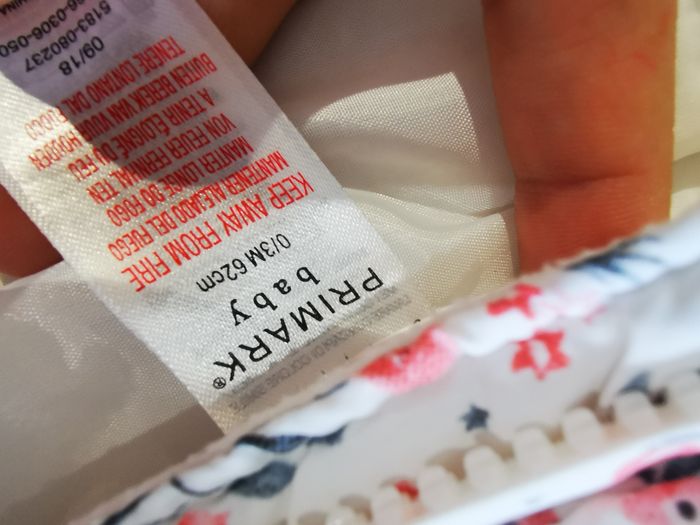 PRIMARK®
baby
0/3M 62cm
KEEP AWAY FROM FIRE
MANTENER ALEJADO DEL FUEGO
MANTER LONGE DO FOGO
VON FEUER FERNHALTEN
A TENIR ÉLOIGNÉ DU FEU
BUITEN BEREIK VAN VUUR HOUDEN
TENERE LONTANO DAL FUOCO
09/18
5183-080237